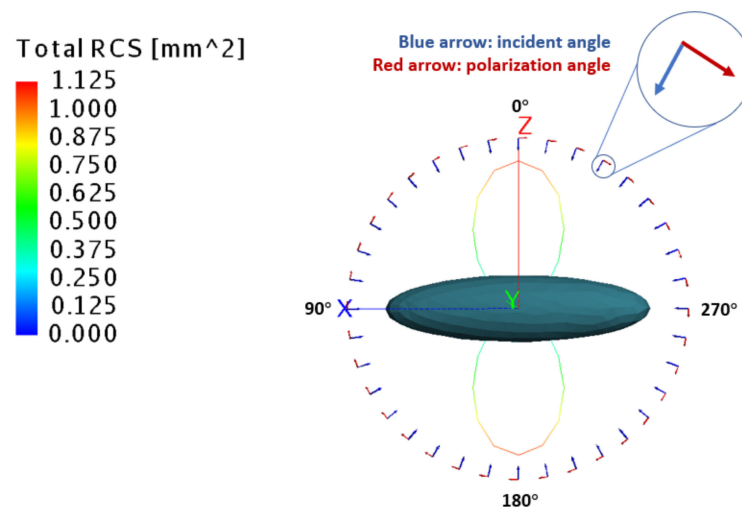 Total RCS [mm^2]
1.125
1.000
0.875
0.750
0.625
0.500
0.375
0.250
0.125
0.000
Blue arrow: incident angle
Red arrow: polarization angle
0°
Z
90°
X
Y
270°
180°